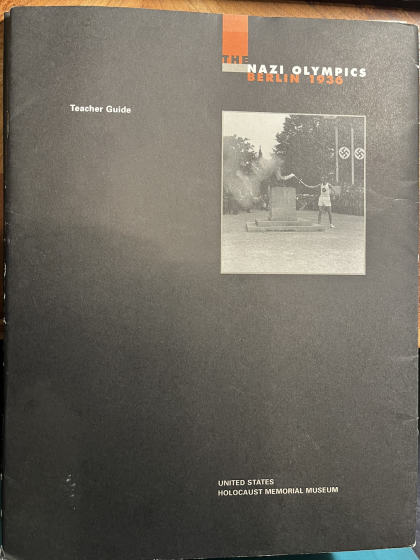 THE
NAZI OLYMPICS
BERLIN 1936
Teacher Guide
UNITED STATES
HOLOCAUST MEMORIAL MUSEUM